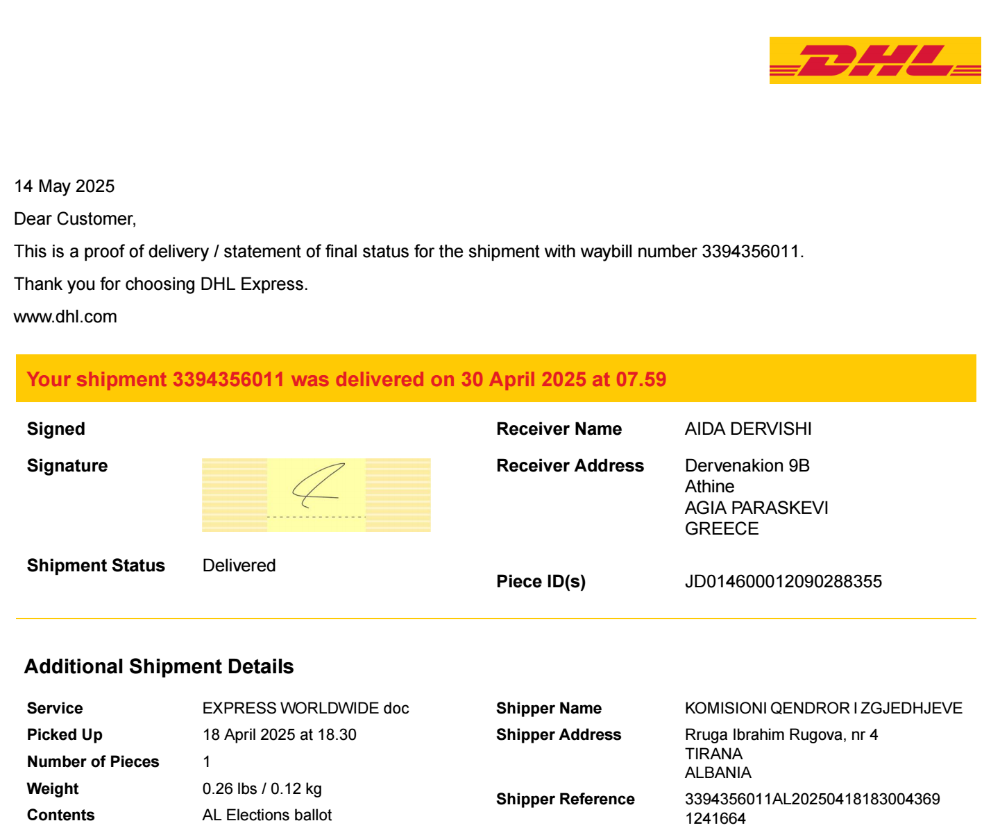 DHL
14 May 2025
Dear Customer,
This is a proof of delivery / statement of final status for the shipment with waybill number 3394356011.
Thank you for choosing DHL Express.
www.dhl.com
Your shipment 3394356011 was delivered on 30 April 2025 at 07.59
Signed
Receiver Name AIDA DERVISHI
Signature
Receiver Address Dervenakion 9B
Athine
AGIA PARASKEVI
GREECE
Shipment Status Delivered
Piece ID(s) JD014600012090288355
Additional Shipment Details
Service EXPRESS WORLDWIDE doc
Picked Up 18 April 2025 at 18.30
Number of Pieces 1
Weight 0.26 lbs / 0.12 kg
Contents AL Elections ballot
Shipper Name KOMISIONI QENDROR I ZGJEDHJEVE
Shipper Address Rruga Ibrahim Rugova, nr 4
TIRANA
ALBANIA
Shipper Reference 3394356011AL20250418183004369
1241664